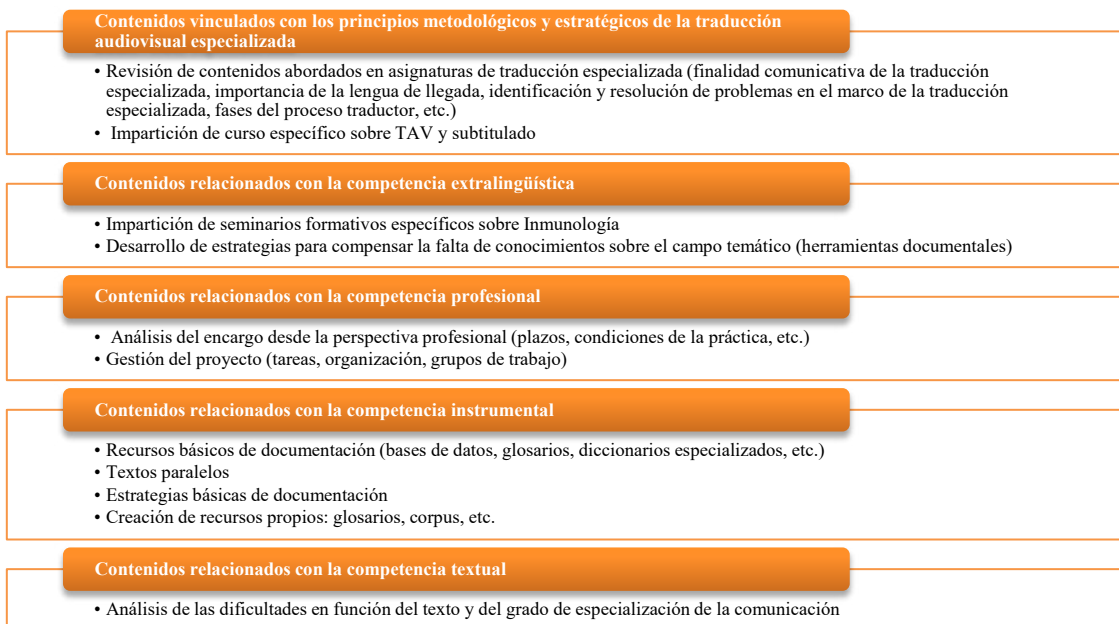 Contenidos vinculados con los principios metodológicos y estratégicos de la traducción
audiovisual especializada
• Revisión de contenidos abordados en asignaturas de traducción especializada (finalidad comunicativa de la traducción
especializada, importancia de la lengua de llegada, identificación y resolución de problemas en el marco de la traducción
especializada, fases del proceso traductor, etc.)
• Impartición de curso específico sobre TAV y subtitulado
Contenidos relacionados con la competencia extralingüística
• Impartición de seminarios formativos específicos sobre Inmunología
• Desarrollo de estrategias para compensar la falta de conocimientos sobre el campo temático (herramientas documentales)
Contenidos relacionados con la competencia profesional
• Análisis del encargo desde la perspectiva profesional (plazos, condiciones de la práctica, etc.)
• Gestión del proyecto (tareas, organización, grupos de trabajo)
Contenidos relacionados con la competencia instrumental
• Recursos básicos de documentación (bases de datos, glosarios, diccionarios especializados, etc.)
• Textos paralelos
• Estrategias básicas de documentación
• Creación de recursos propios: glosarios, corpus, etc.
Contenidos relacionados con la competencia textual
• Análisis de las dificultades en función del texto y del grado de especialización de la comunicación